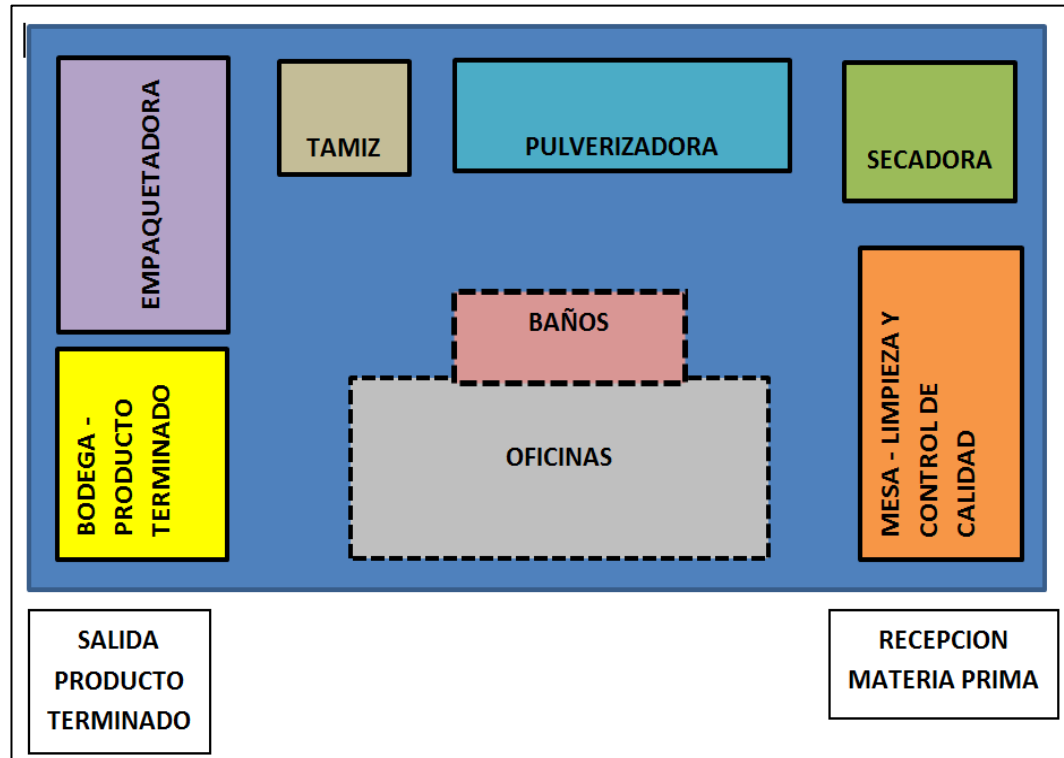 EMPAQUETADORA
TAMIZ
PULVERIZADORA
SECADORA
BAÑOS
OFICINAS
BODEGA -
PRODUCTO
TERMINADO
MESA - LIMPIEZA Y
CONTROL DE
CALIDAD
SALIDA
PRODUCTO
TERMINADO
RECEPCION
MATERIA PRIMA